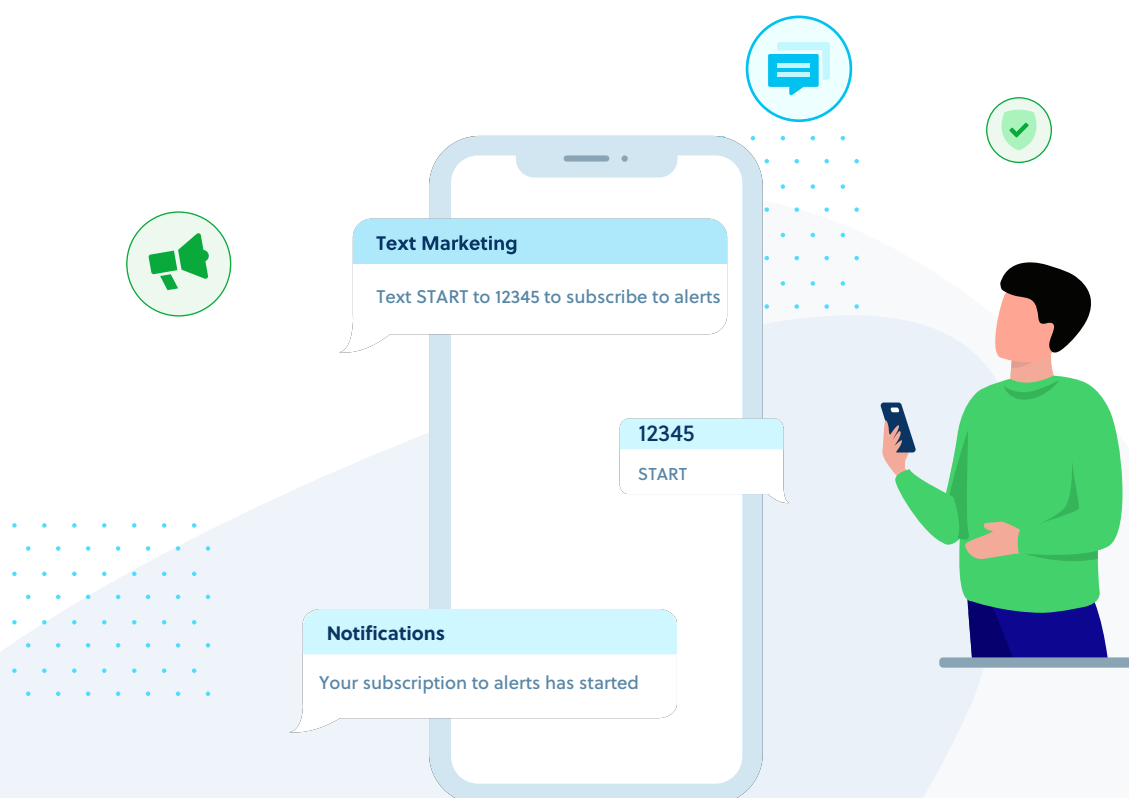 Text Marketing
Text START to 12345 to subscribe to alerts
12345
START
Notifications
Your subscription to alerts has started